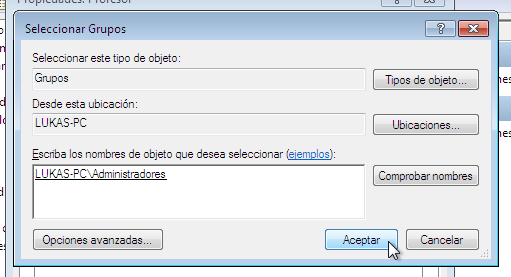 Propiedades: Profesor
Seleccionar Grupos
Seleccionar este tipo de objeto:
Grupos
Tipos de objeto...
Desde esta ubicación:
LUKAS-PC
Ubicaciones...
Escriba los nombres de objeto que desea seleccionar (ejemplos):
LUKAS-PC\Administradores
Comprobar nombres
Opciones avanzadas...
Aceptar
Cancelar